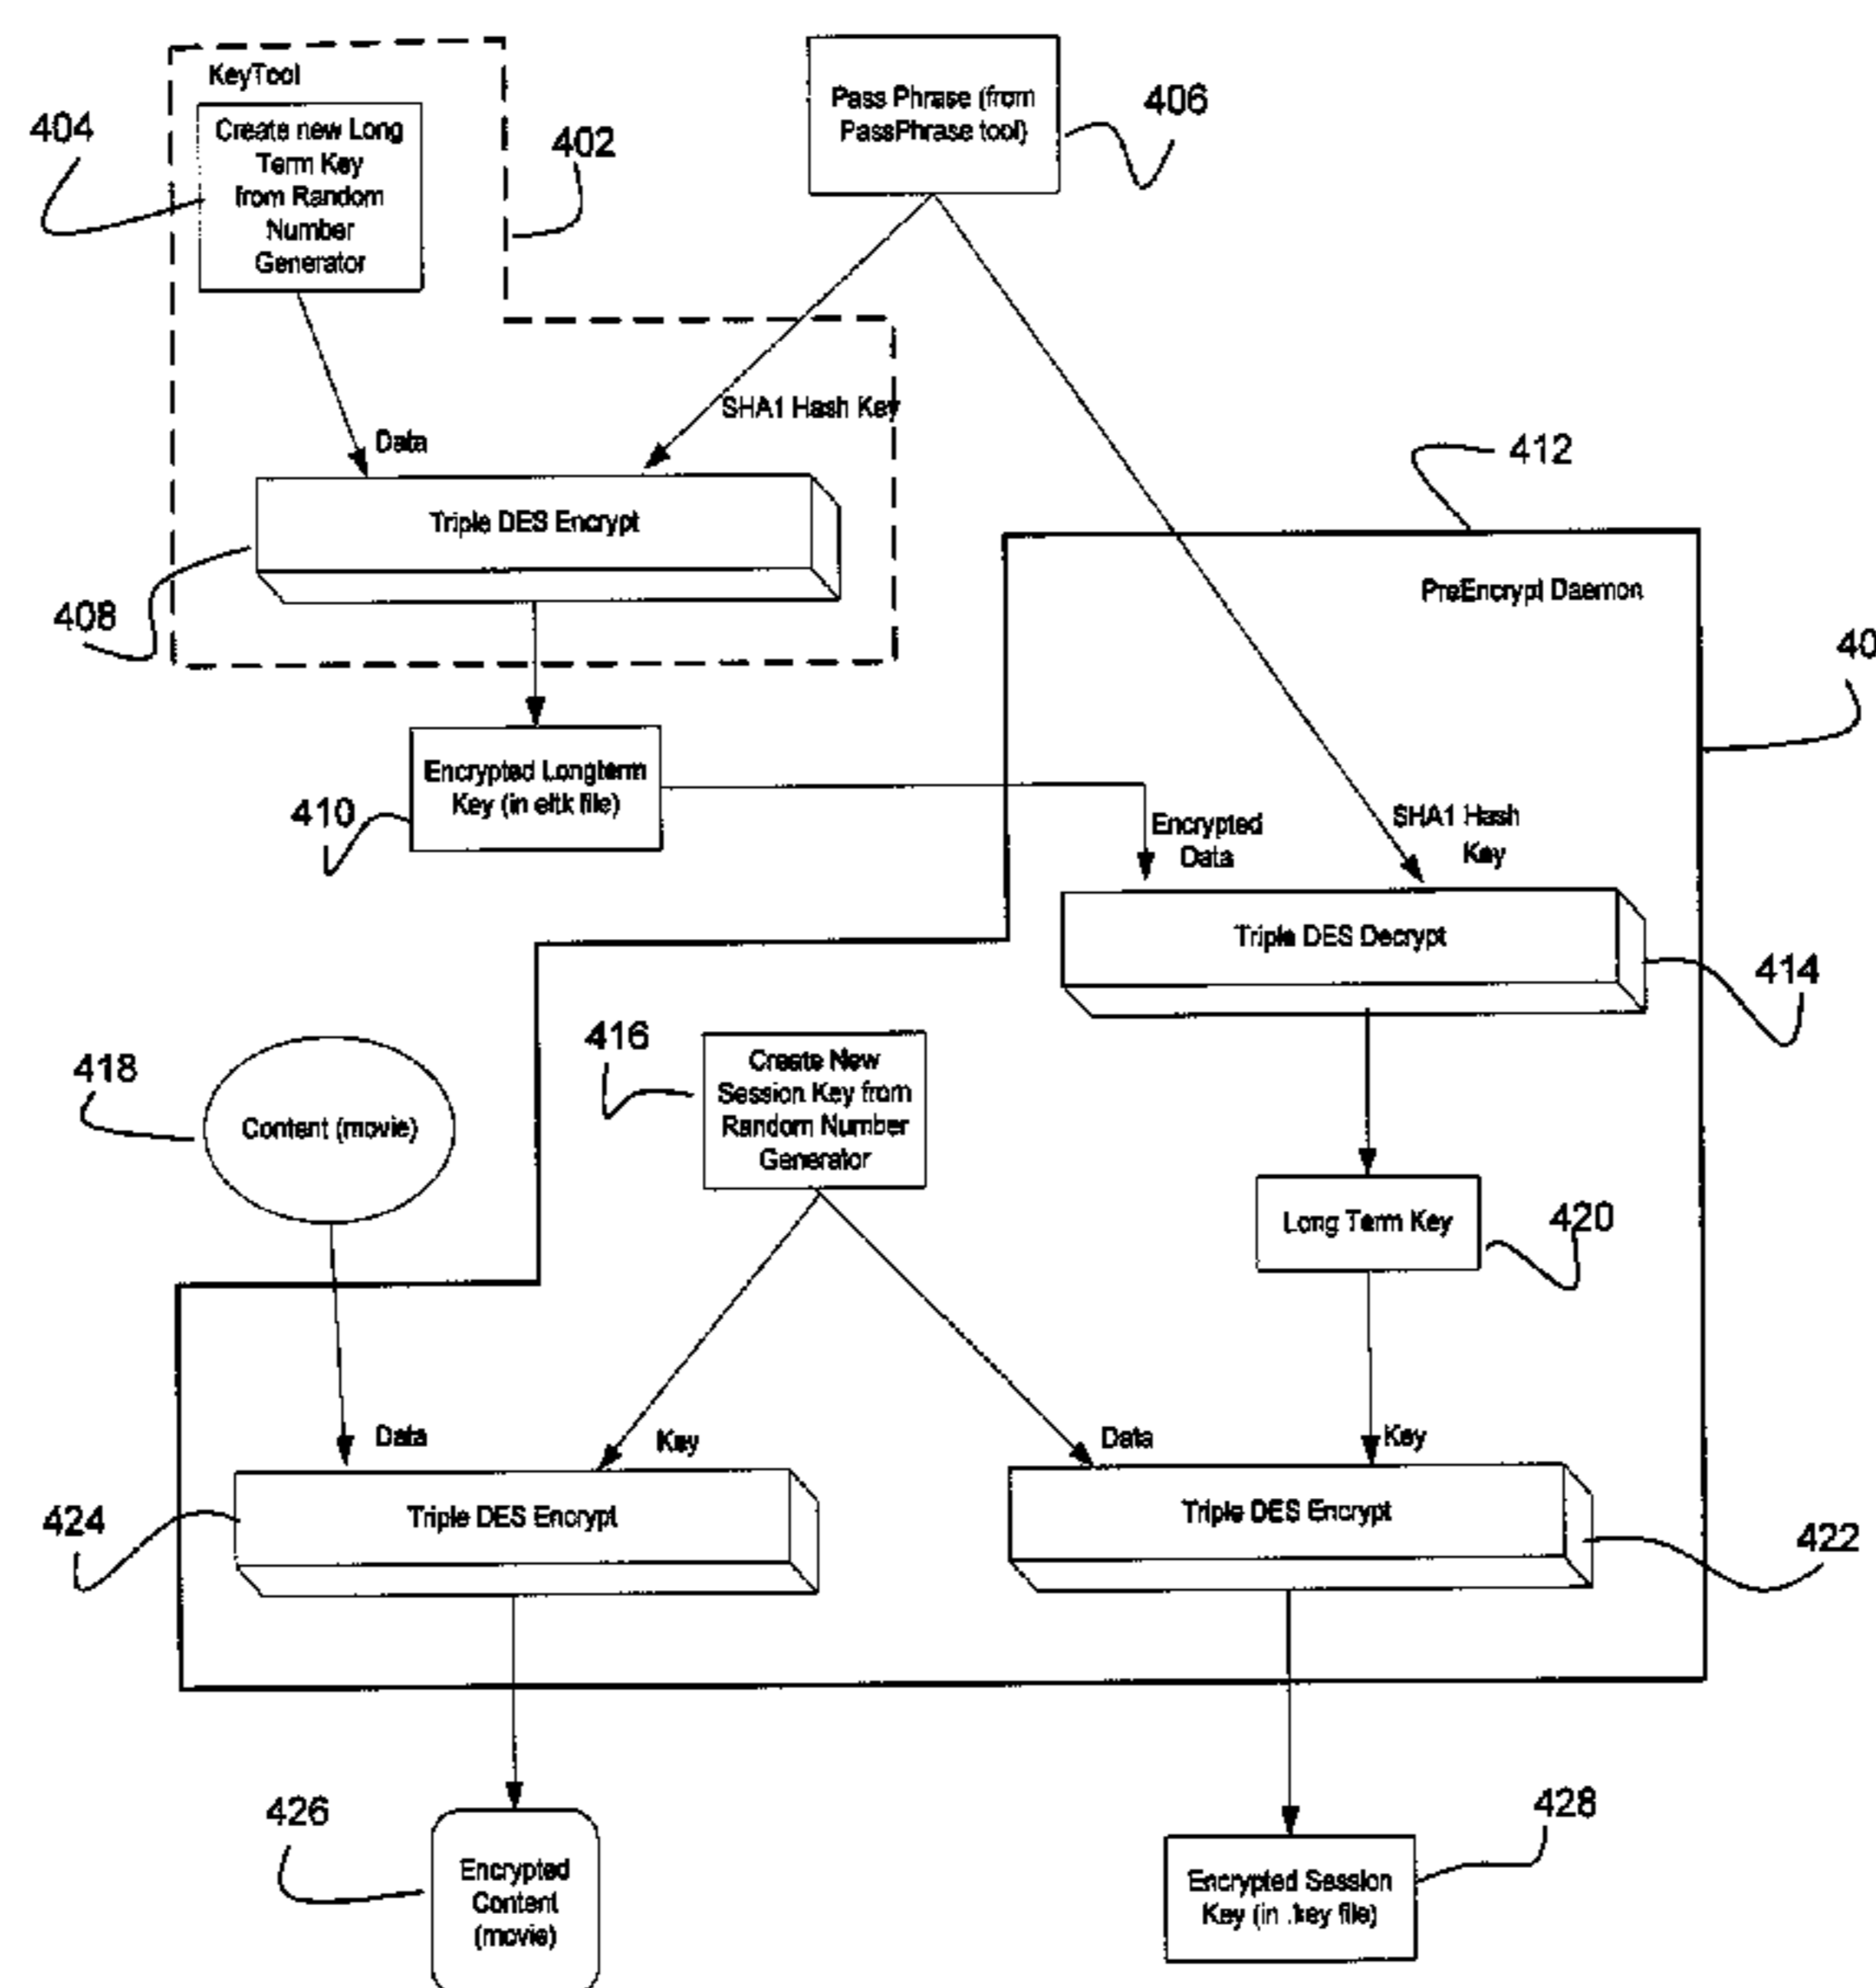 KeyTool
404
Create new Long
Term Key
from Random
Number
Generator
402
Pass Phrase (from
PassPhrase tool)
406
Data
SHA1 Hash Key
Triple DES Encrypt
408
412
PreEncrypt Daemon
40
410
Encrypted Longterm
Key (in eltk file)
Encrypted
Data
SHA1 Hash
Key
Triple DES Decrypt
414
418
Content (movie)
416
Create New
Session Key from
Random Number
Generator
Long Term Key
420
Data
Key
Data
Key
424
Triple DES Encrypt
Triple DES Encrypt
422
426
Encrypted
Content
(movie)
428
Encrypted Session
Key (in .key file)